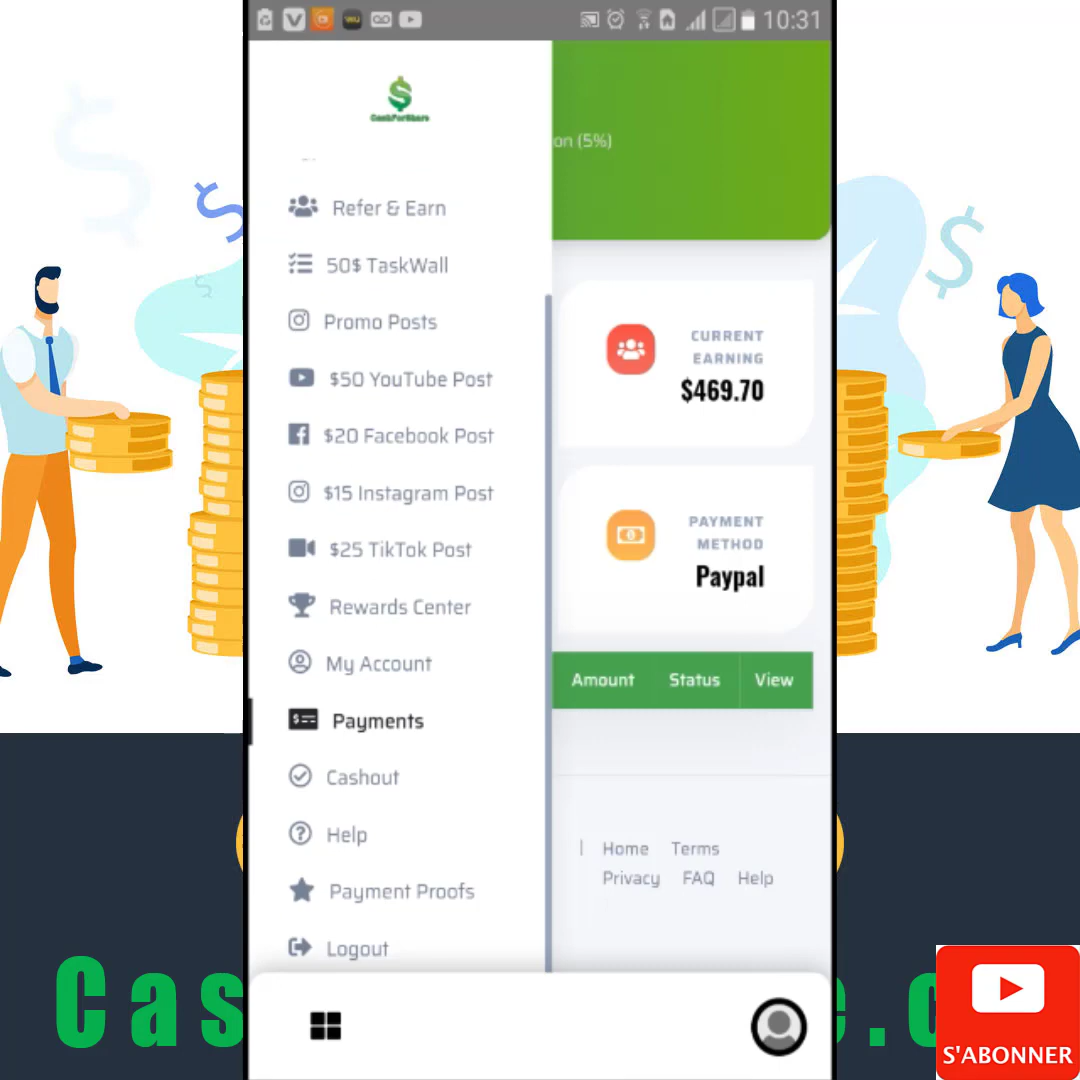 10:31
CashForShare
on (5%)
Refer & Earn
50$ TaskWall
Promo Posts
$50 YouTube Post
$20 Facebook Post
$15 Instagram Post
$25 TikTok Post
Rewards Center
My Account
Payments
Cashout
Help
Payment Proofs
Logout
CURRENT
EARNING
$469.70
PAYMENT
METHOD
Paypal
Amount Status View
| Home Terms
Privacy FAQ Help
Cas
e.c
S'ABONNER